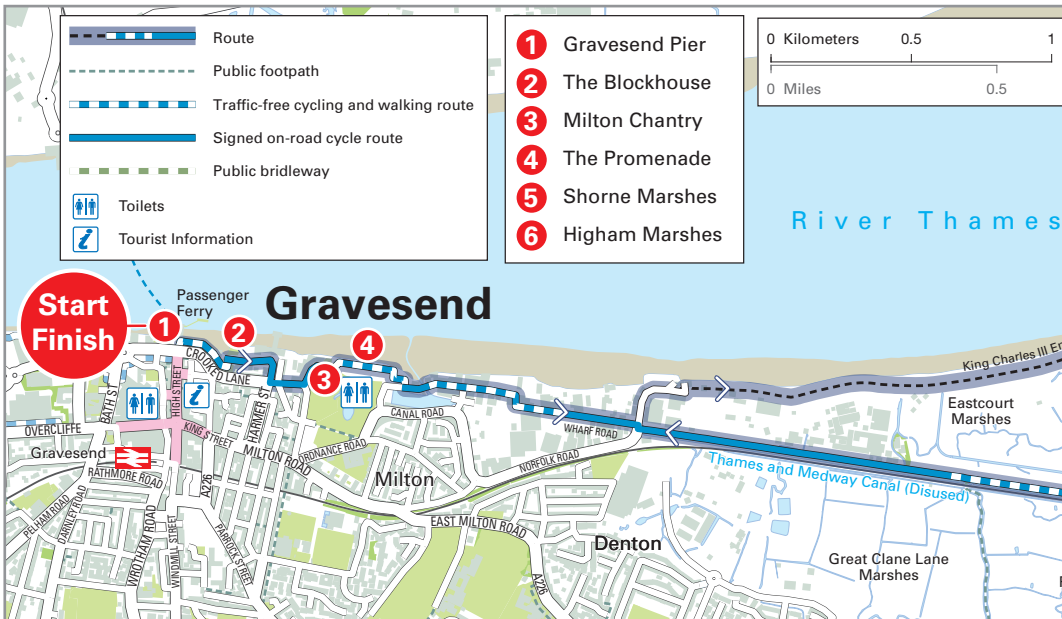 Route
Public footpath
Traffic-free cycling and walking route
Signed on-road cycle route
Public bridleway
Toilets
i
Tourist Information
1 Gravesend Pier
2 The Blockhouse
3 Milton Chantry
4 The Promenade
5 Shorne Marshes
6 Higham Marshes
0 Kilometers 0.5 1
0 Miles 0.5
River Thames
Start
Finish
1
Passenger
Ferry
2
Gravesend
4
3
CROOKED LANE
BATH ST
HIGH STREET
i
HARMER ST
KING STREET
OVERCLIFFE
Gravesend
RATHMORE ROAD
MILTON ROAD
ORDNANCE ROAD
CANAL ROAD
Milton
NORFOLK ROAD
WHARF ROAD
EAST MILTON ROAD
A226
PELHAM ROAD
DARNLEY ROAD
WROTHAM ROAD
WINDMILL STREET
PARROCK STREET
Denton
A226
King Charles III En
Eastcourt
Marshes
Thames and Medway Canal (Disused)
Great Clane Lane
Marshes